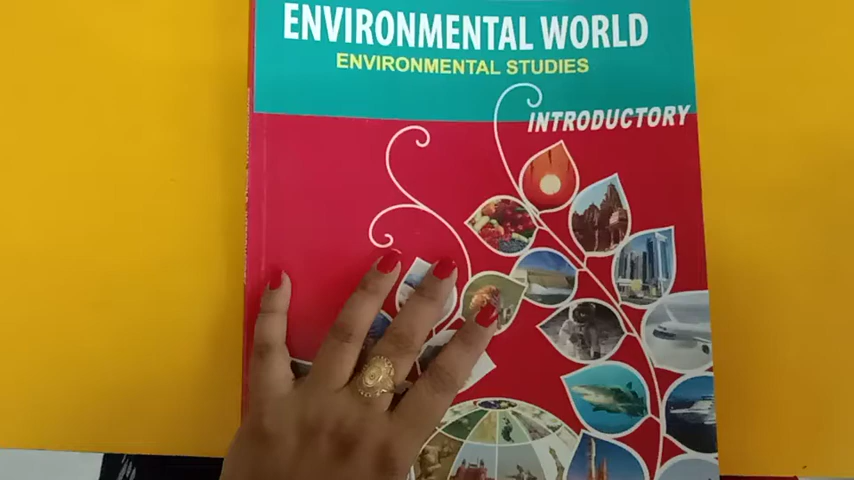 ENVIRONMENTAL WORLD
ENVIRONMENTAL STUDIES
INTRODUCTORY